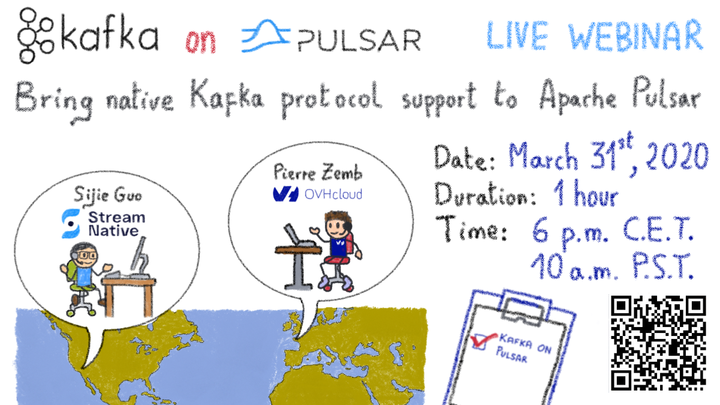 kafka on PULSAR
LIVE WEBINAR
Bring native Kafka protocol support to Apache Pulsar
Sijie Guo
Stream
Native
Pierre Zemb
OVHcloud
Date: March 31st, 2020
Duration: 1 hour
Time: 6 p.m. C.E.T.
10 a.m. P.S.T.
KAFKA ON
PULSAR